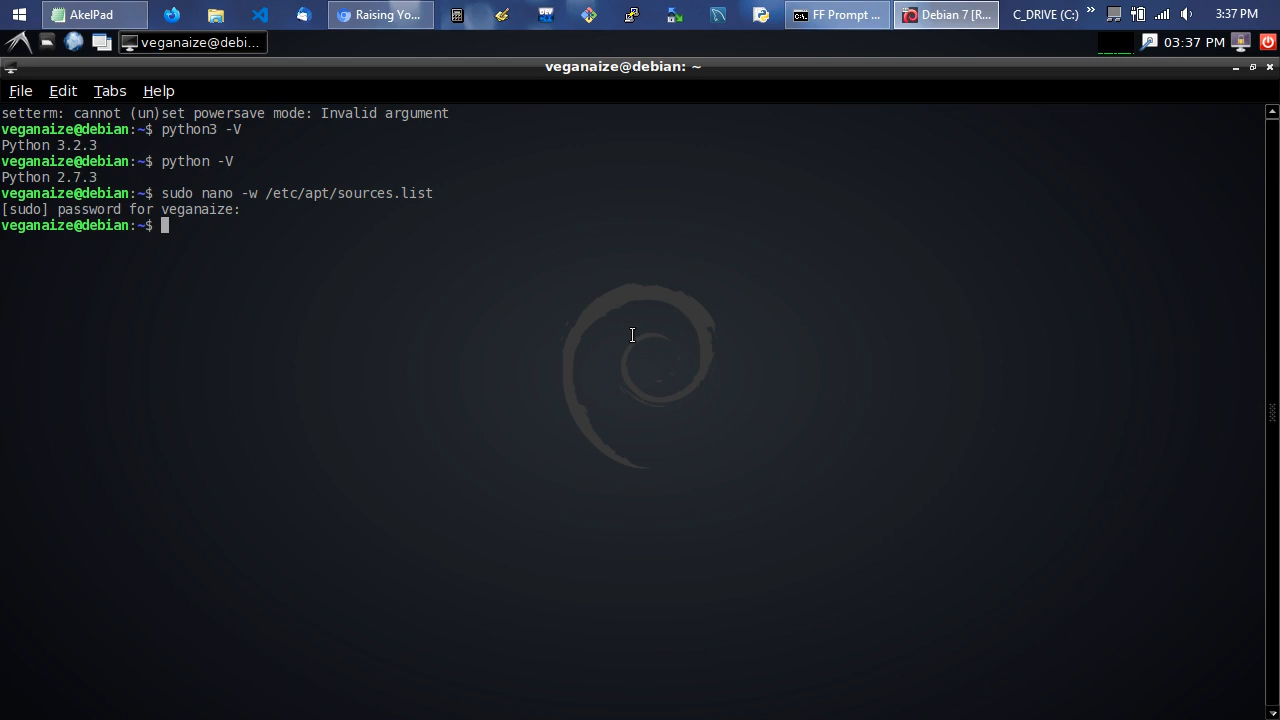 AkelPad
Raising Yo...
FF Prompt ...
Debian 7 [R...
C_DRIVE (C:)
3:37 PM
veganaize@debi...
03:37 PM
veganaize@debian: ~
File Edit Tabs Help
setterm: cannot (un)set powersave mode: Invalid argument
veganaize@debian:~$ python3 -V
Python 3.2.3
veganaize@debian:~$ python -V
Python 2.7.3
veganaize@debian:~$ sudo nano -w /etc/apt/sources.list
[sudo] password for veganaize:
veganaize@debian:~$